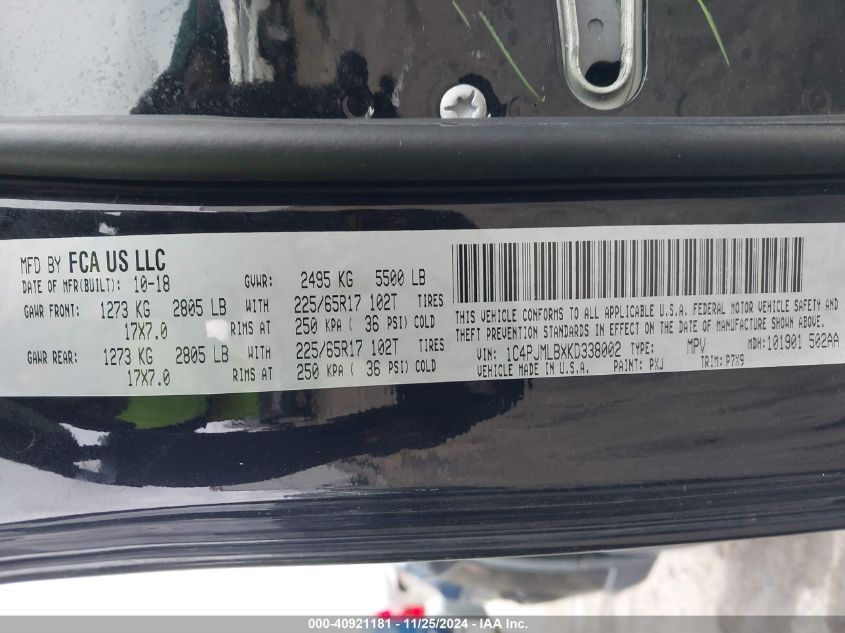 MFD BY FCA US LLC
DATE OF MFR(BUILT): 10-18 GVWR: 2495 KG 5500 LB
GAWR FRONT: 1273 KG 2805 LB WITH 225/65R17 102T TIRES
17X7.0 RIMS AT 250 KPA ( 36 PSI) COLD
GAWR REAR: 1273 KG 2805 LB WITH 225/65R17 102T TIRES
17X7.0 RIMS AT 250 KPA ( 36 PSI) COLD
THIS VEHICLE CONFORMS TO ALL APPLICABLE U.S.A. FEDERAL MOTOR VEHICLE SAFETY AND
THEFT PREVENTION STANDARDS IN EFFECT ON THE DATE OF MANUFACTURE SHOWN ABOVE.
VIN: 1C4PJMLBXKD338002 TYPE: MPV MDH:101901 502AA
VEHICLE MADE IN U.S.A. PAINT: PXJ TRIM: P7X9
000-40921181 - 11/25/2024 - © IAA Holdings, LLC